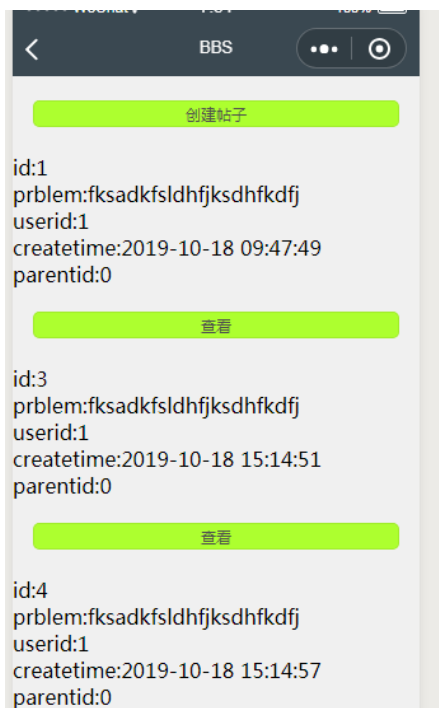 BBS
创建帖子
id:1
prblem:fksadkfsldhfjksdhfkdfj
userid:1
createtime:2019-10-18 09:47:49
parentid:0
查看
id:3
prblem:fksadkfsldhfjksdhfkdfj
userid:1
createtime:2019-10-18 15:14:51
parentid:0
查看
id:4
prblem:fksadkfsldhfjksdhfkdfj
userid:1
createtime:2019-10-18 15:14:57
parentid:0